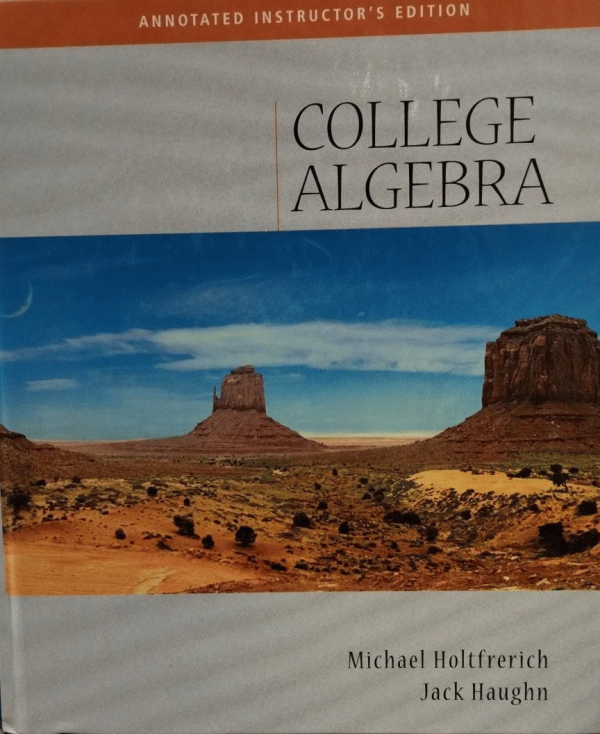 ANNOTATED INSTRUCTOR'S EDITION
COLLEGE
ALGEBRA
Michael Holtfrerich
Jack Haughn